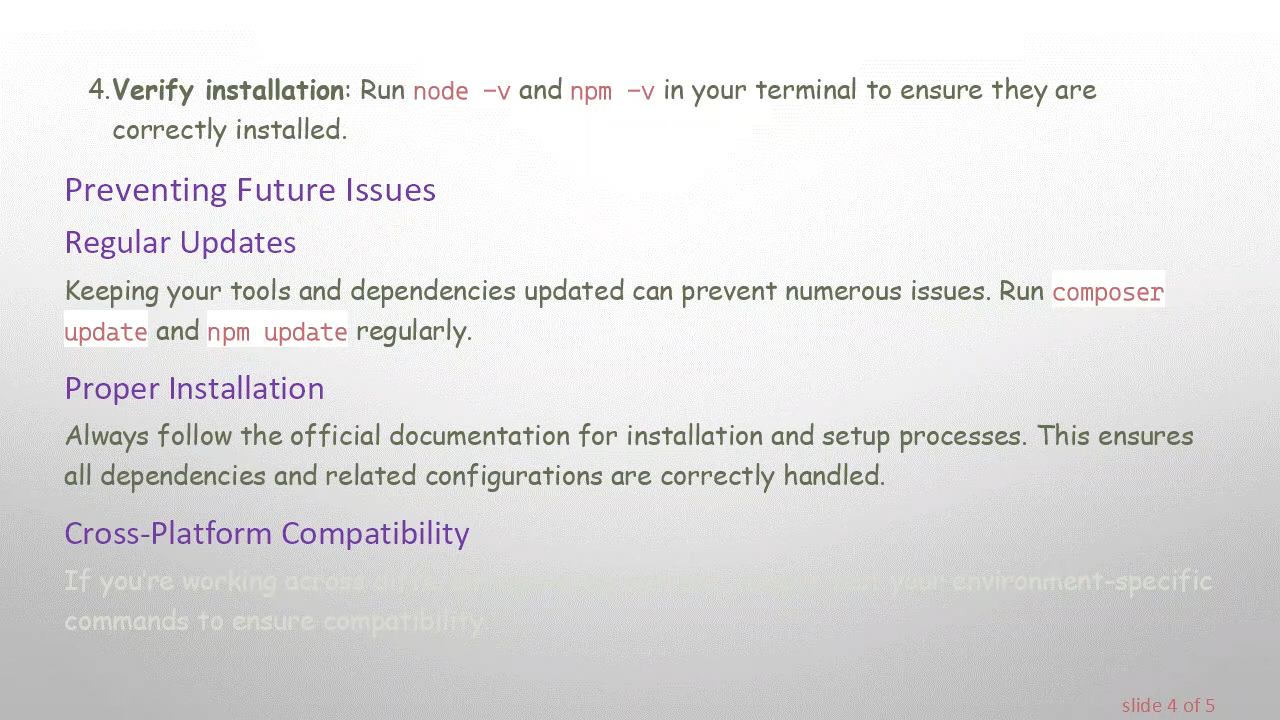 4. Verify installation: Run node -v and npm -v in your terminal to ensure they are
correctly installed.
Preventing Future Issues
Regular Updates
Keeping your tools and dependencies updated can prevent numerous issues. Run composer
update and npm update regularly.
Proper Installation
Always follow the official documentation for installation and setup processes. This ensures
all dependencies and related configurations are correctly handled.
Cross-Platform Compatibility
If you're working across your environment-specific
commands to ensure compatibility
slide 4 of 5